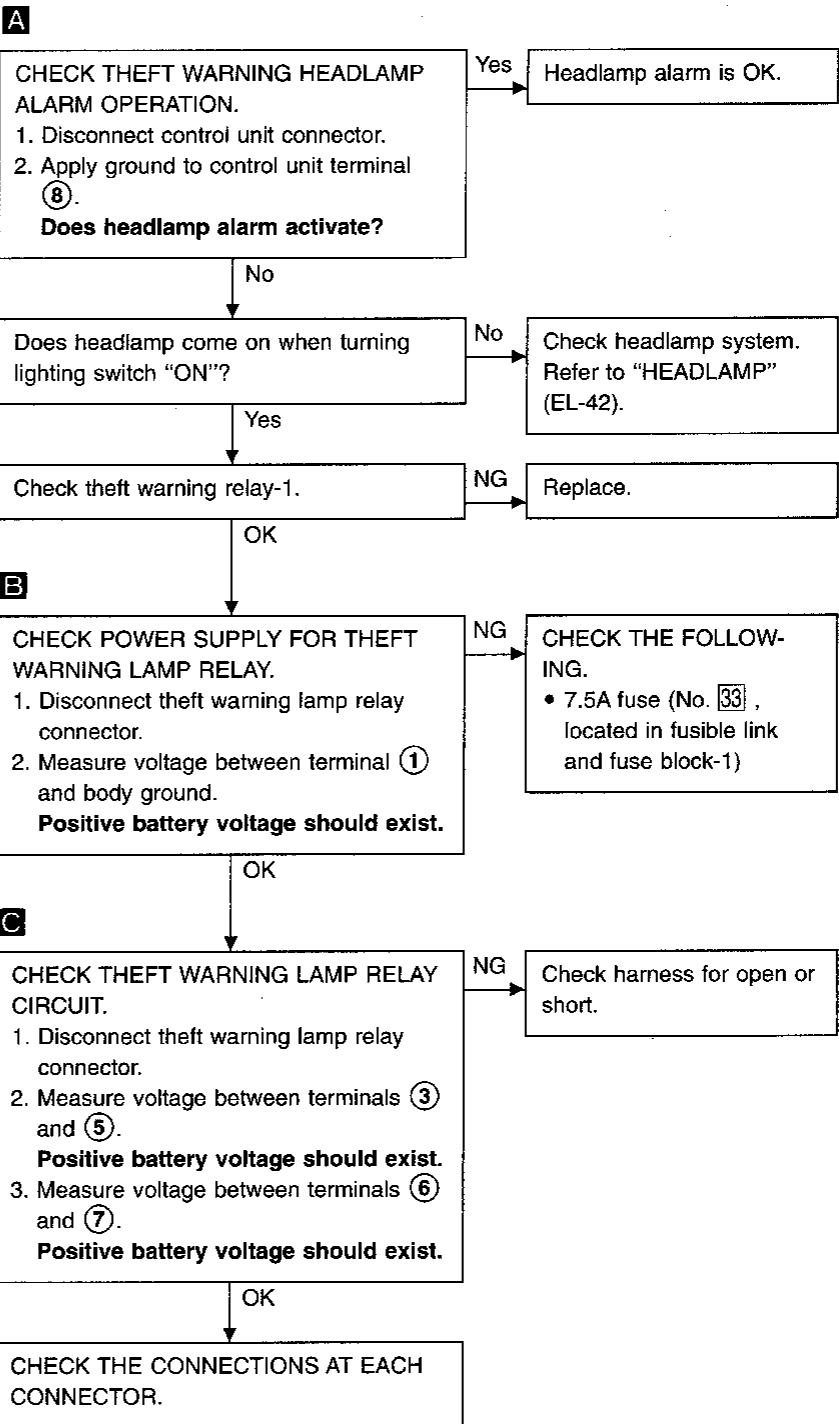 A
CHECK THEFT WARNING HEADLAMP
ALARM OPERATION.
1. Disconnect control unit connector.
2. Apply ground to control unit terminal
⑧.
Does headlamp alarm activate?
Yes
Headlamp alarm is OK.
No
Does headlamp come on when turning
lighting switch "ON"?
No
Check headlamp system.
Refer to "HEADLAMP"
(EL-42).
Yes
Check theft warning relay-1.
NG
Replace.
OK
B
CHECK POWER SUPPLY FOR THEFT
WARNING LAMP RELAY.
1. Disconnect theft warning lamp relay
connector.
2. Measure voltage between terminal ①
and body ground.
Positive battery voltage should exist.
NG
CHECK THE FOLLOW-
ING.
• 7.5A fuse (No. 33 ,
located in fusible link
and fuse block-1)
OK
C
CHECK THEFT WARNING LAMP RELAY
CIRCUIT.
1. Disconnect theft warning lamp relay
connector.
2. Measure voltage between terminals ③
and ⑤.
Positive battery voltage should exist.
3. Measure voltage between terminals ⑥
and ⑦.
Positive battery voltage should exist.
NG
Check harness for open or
short.
OK
CHECK THE CONNECTIONS AT EACH
CONNECTOR.